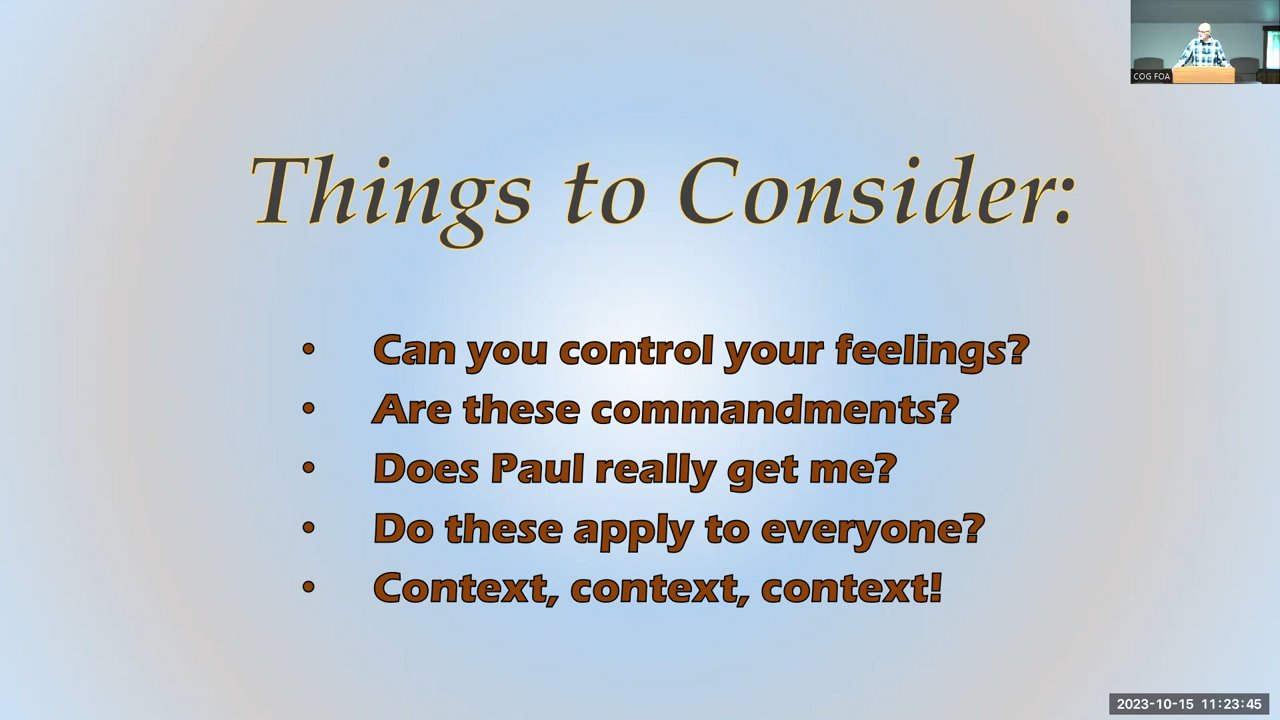 COG FOA
Things to Consider:
• Can you control your feelings?
• Are these commandments?
• Does Paul really get me?
• Do these apply to everyone?
• Context, context, context!
2023-10-15 11:23:45